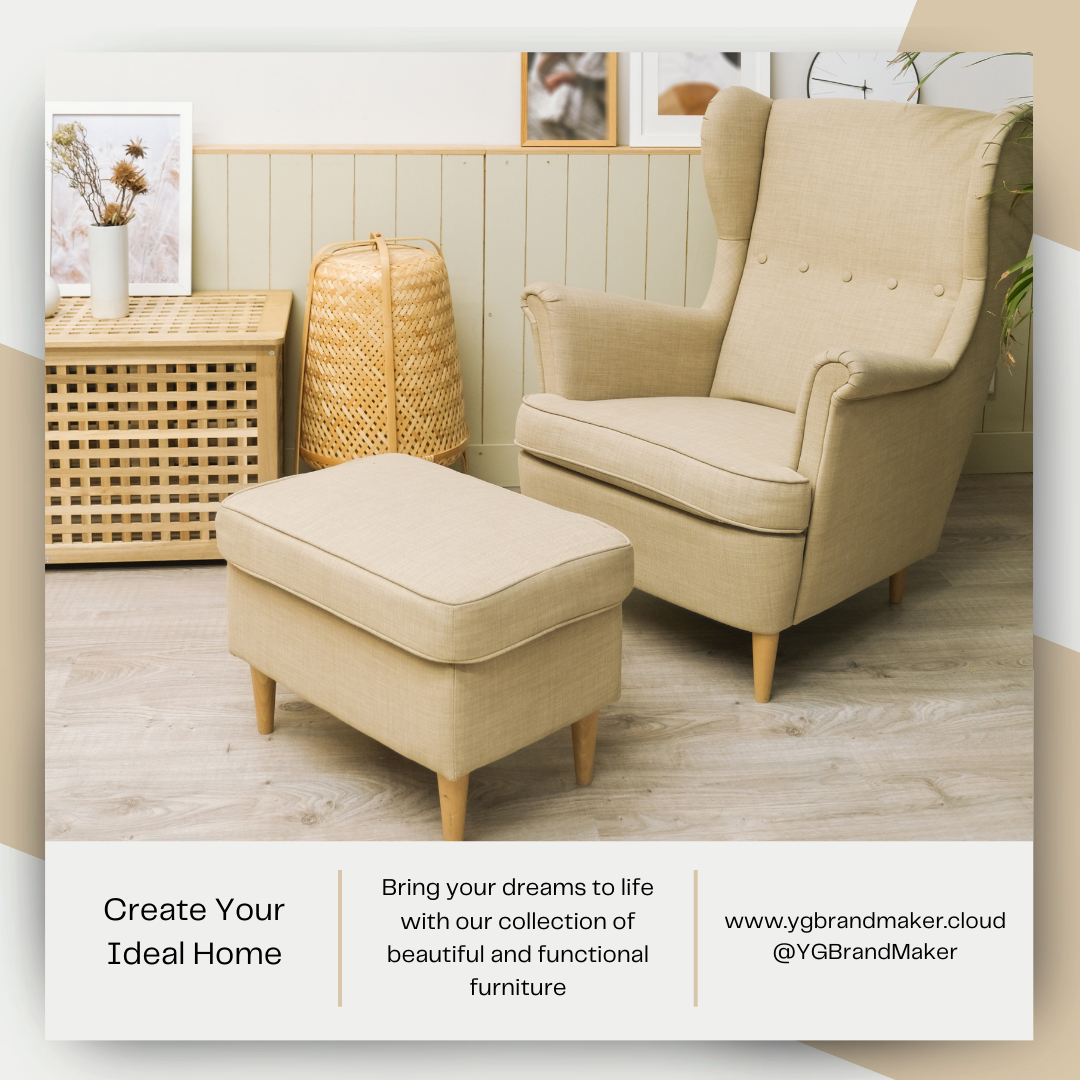 Create Your
Ideal Home
Bring your dreams to life
with our collection of
beautiful and functional
furniture
www.ygbrandmaker.cloud
@YGBrandMaker